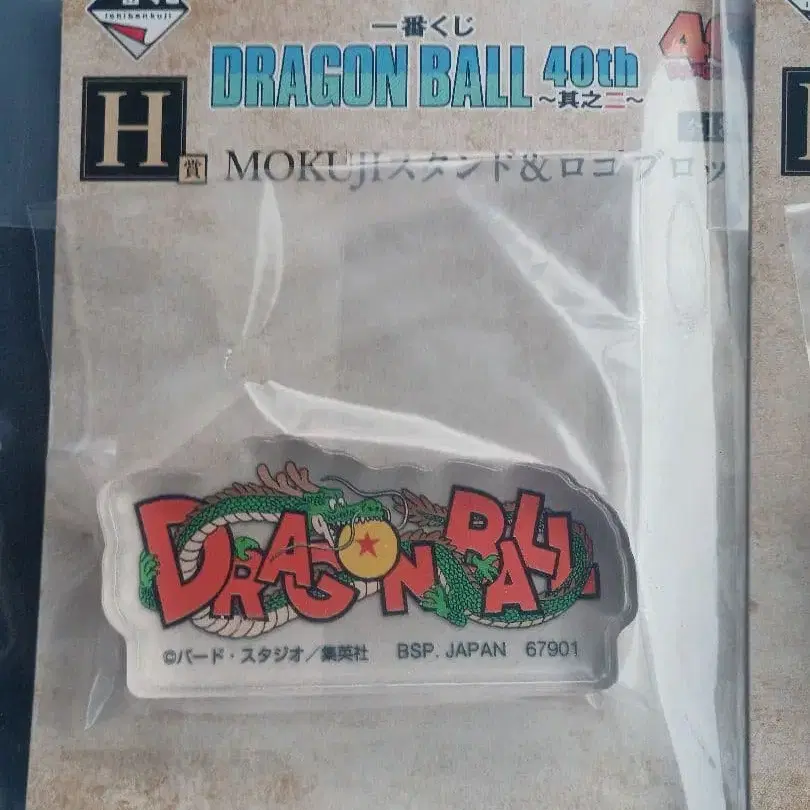 ichibankuji
一番くじ
DRAGON BALL 40th
~其之二~
H賞
MOKUJIスタンド&ロゴブロッ
DRAGON BALL
©バード・スタジオ/集英社 BSP. JAPAN 67901